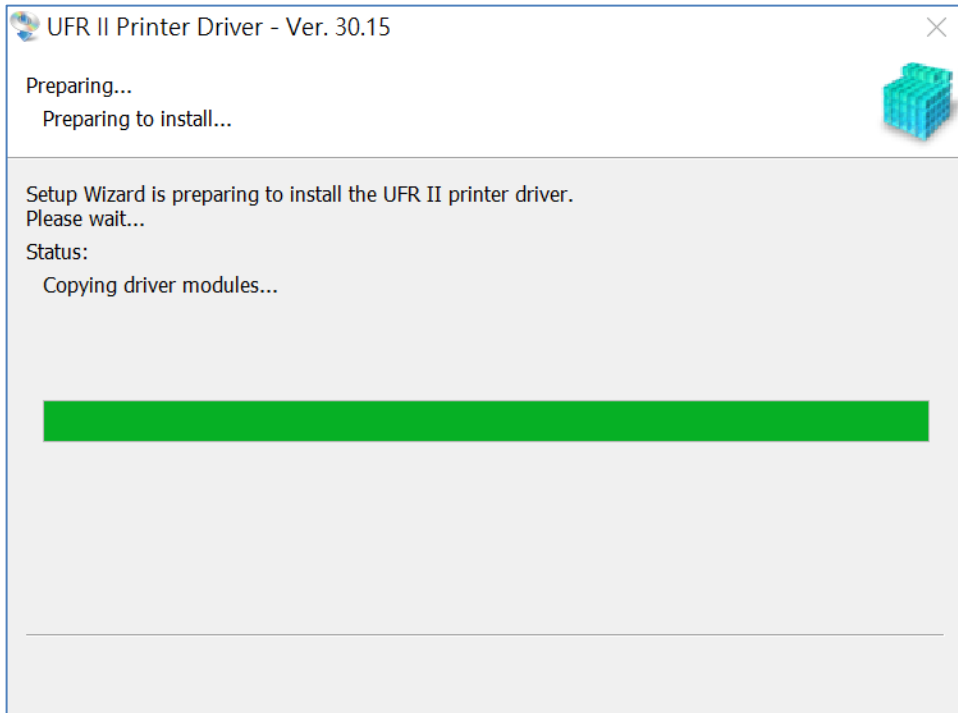 UFR II Printer Driver - Ver. 30.15
Preparing...
Preparing to install...
Setup Wizard is preparing to install the UFR II printer driver.
Please wait...
Status:
Copying driver modules...